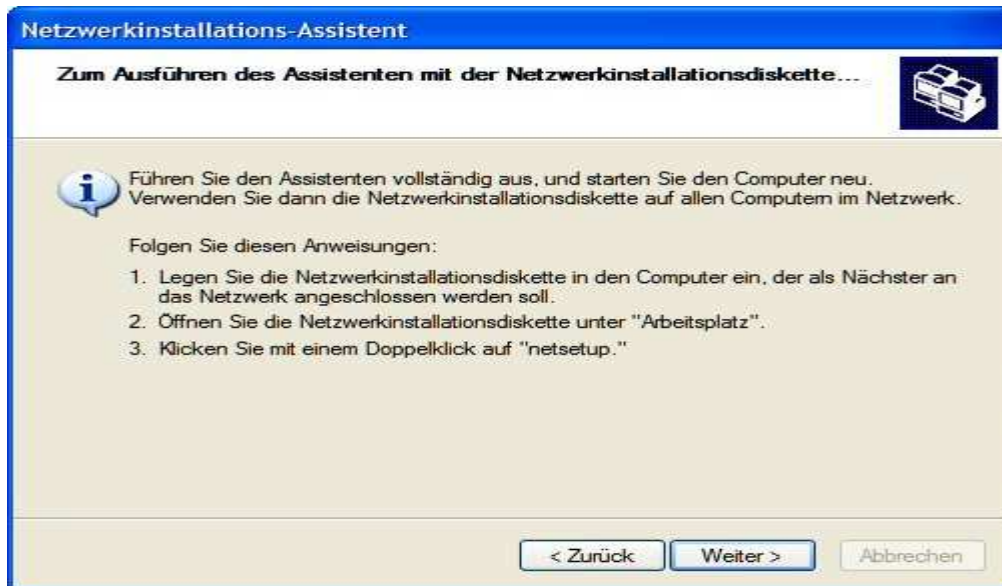 Netzwerkinstallations-Assistent
Zum Ausführen des Assistenten mit der Netzwerkinstallationsdiskette...
Führen Sie den Assistenten vollständig aus, und starten Sie den Computer neu.
Verwenden Sie dann die Netzwerkinstallationsdiskette auf allen Computern im Netzwerk.
Folgen Sie diesen Anweisungen:
1. Legen Sie die Netzwerkinstallationsdiskette in den Computer ein, der als Nächster an
das Netzwerk angeschlossen werden soll.
2. Öffnen Sie die Netzwerkinstallationsdiskette unter "Arbeitsplatz".
3. Klicken Sie mit einem Doppelklick auf "netsetup."
< Zurück Weiter > Abbrechen